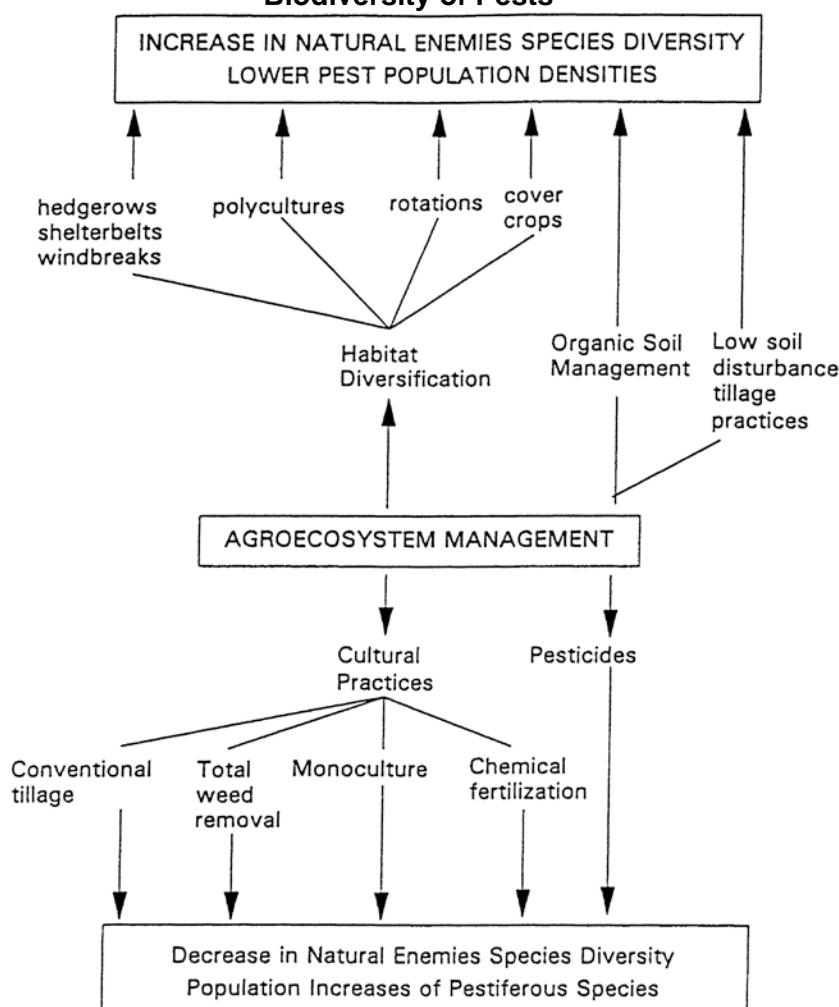 Biodiversity of Pests
INCREASE IN NATURAL ENEMIES SPECIES DIVERSITY
LOWER PEST POPULATION DENSITIES
hedgerows
shelterbelts
windbreaks
polycultures
rotations
cover
crops
Habitat
Diversification
Organic Soil
Management
Low soil
disturbance
tillage
practices
AGROECOSYSTEM MANAGEMENT
Cultural
Practices
Pesticides
Conventional
tillage
Total
weed
removal
Monoculture
Chemical
fertilization
Decrease in Natural Enemies Species Diversity
Population Increases of Pestiferous Species